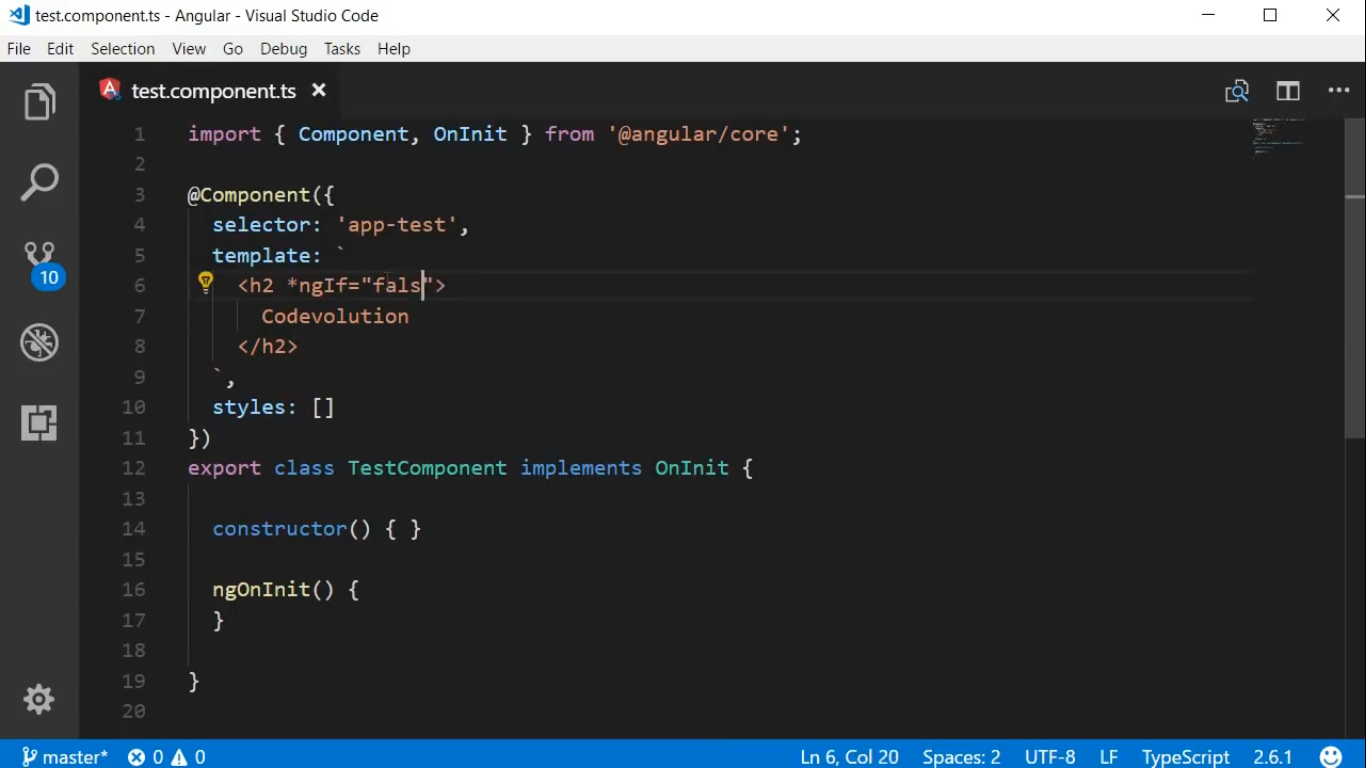 test.component.ts - Angular - Visual Studio Code
File Edit Selection View Go Debug Tasks Help
test.component.ts
1 import { Component, OnInit } from '@angular/core';
2
3 @Component({
4 selector: 'app-test',
5 template: `
6 <h2 *ngIf="fals">
7 Codevolution
8 </h2>
9 `,
10 styles: []
11 })
12 export class TestComponent implements OnInit {
13
14 constructor() { }
15
16 ngOnInit() {
17 }
18
19 }
20
10
master* 0 0 Ln 6, Col 20 Spaces: 2 UTF-8 LF TypeScript 2.6.1